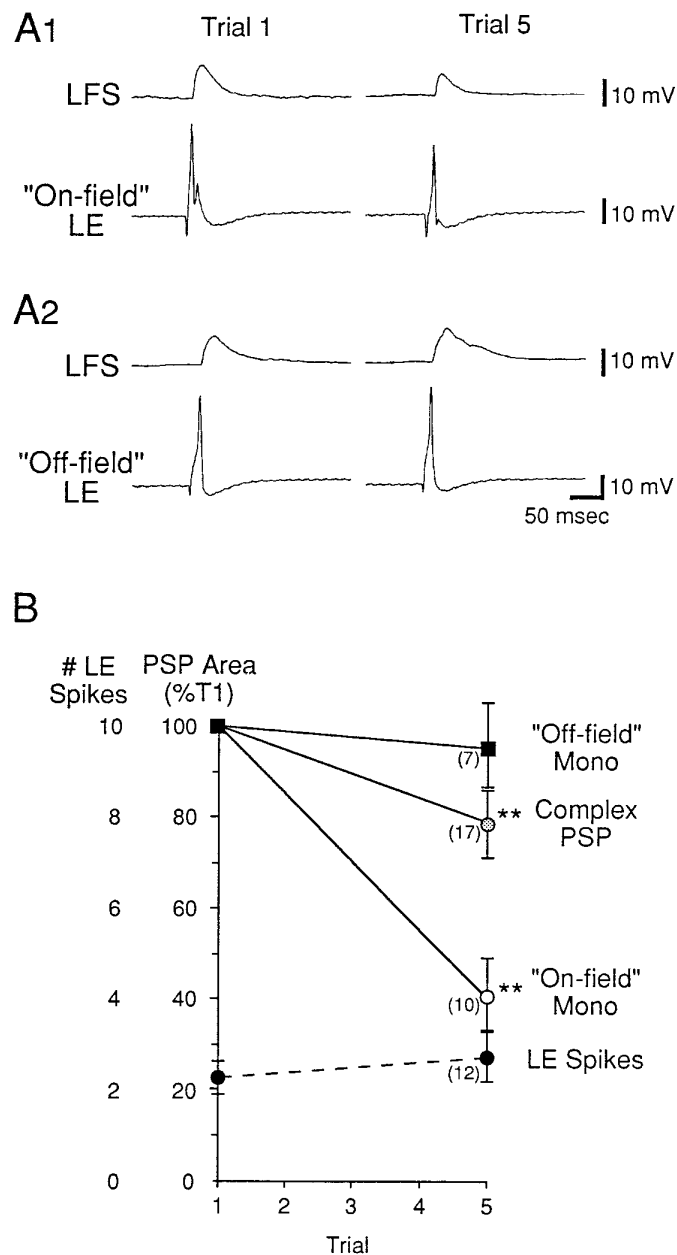 A1
Trial 1
Trial 5
LFS
10 mV
"On-field"
LE
10 mV
A2
LFS
10 mV
"Off-field"
LE
10 mV
50 msec
B
# LE
Spikes
PSP Area
(%T1)
10
100
8
80
6
60
4
40
2
20
0
0
(7)
"Off-field"
Mono
(17)
**
Complex
PSP
(10)
**
"On-field"
Mono
(12)
LE Spikes
1
2
3
4
5
Trial